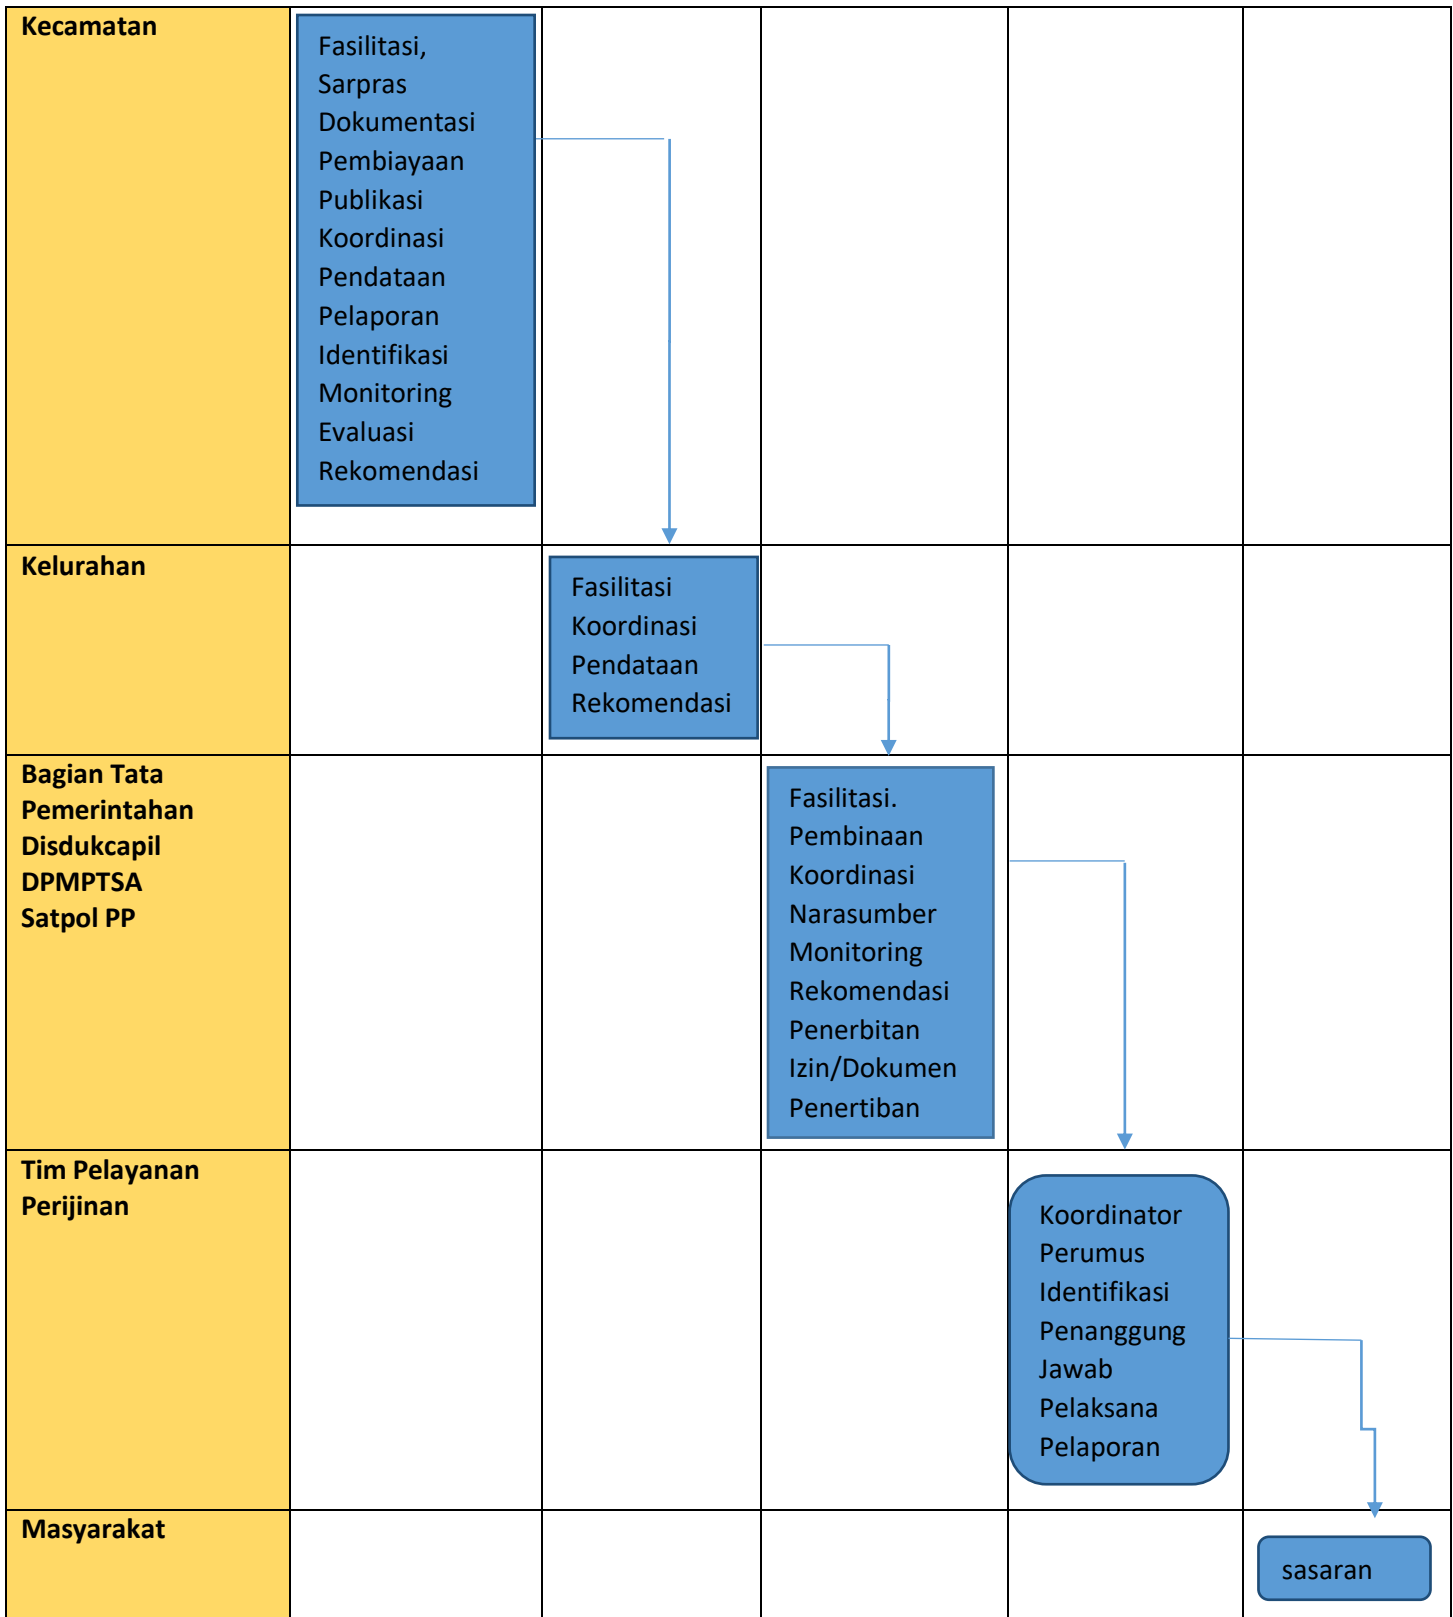 Kecamatan
Fasilitasi,
Sarpras
Dokumentasi
Pembiayaan
Publikasi
Koordinasi
Pendataan
Pelaporan
Identifikasi
Monitoring
Evaluasi
Rekomendasi
Kelurahan
Fasilitasi
Koordinasi
Pendataan
Rekomendasi
Bagian Tata
Pemerintahan
Disdukcapil
DPMPTSA
Satpol PP
Fasilitasi.
Pembinaan
Koordinasi
Narasumber
Monitoring
Rekomendasi
Penerbitan
Izin/Dokumen
Penertiban
Tim Pelayanan
Perijinan
Koordinator
Perumus
Identifikasi
Penanggung
Jawab
Pelaksana
Pelaporan
Masyarakat
sasaran